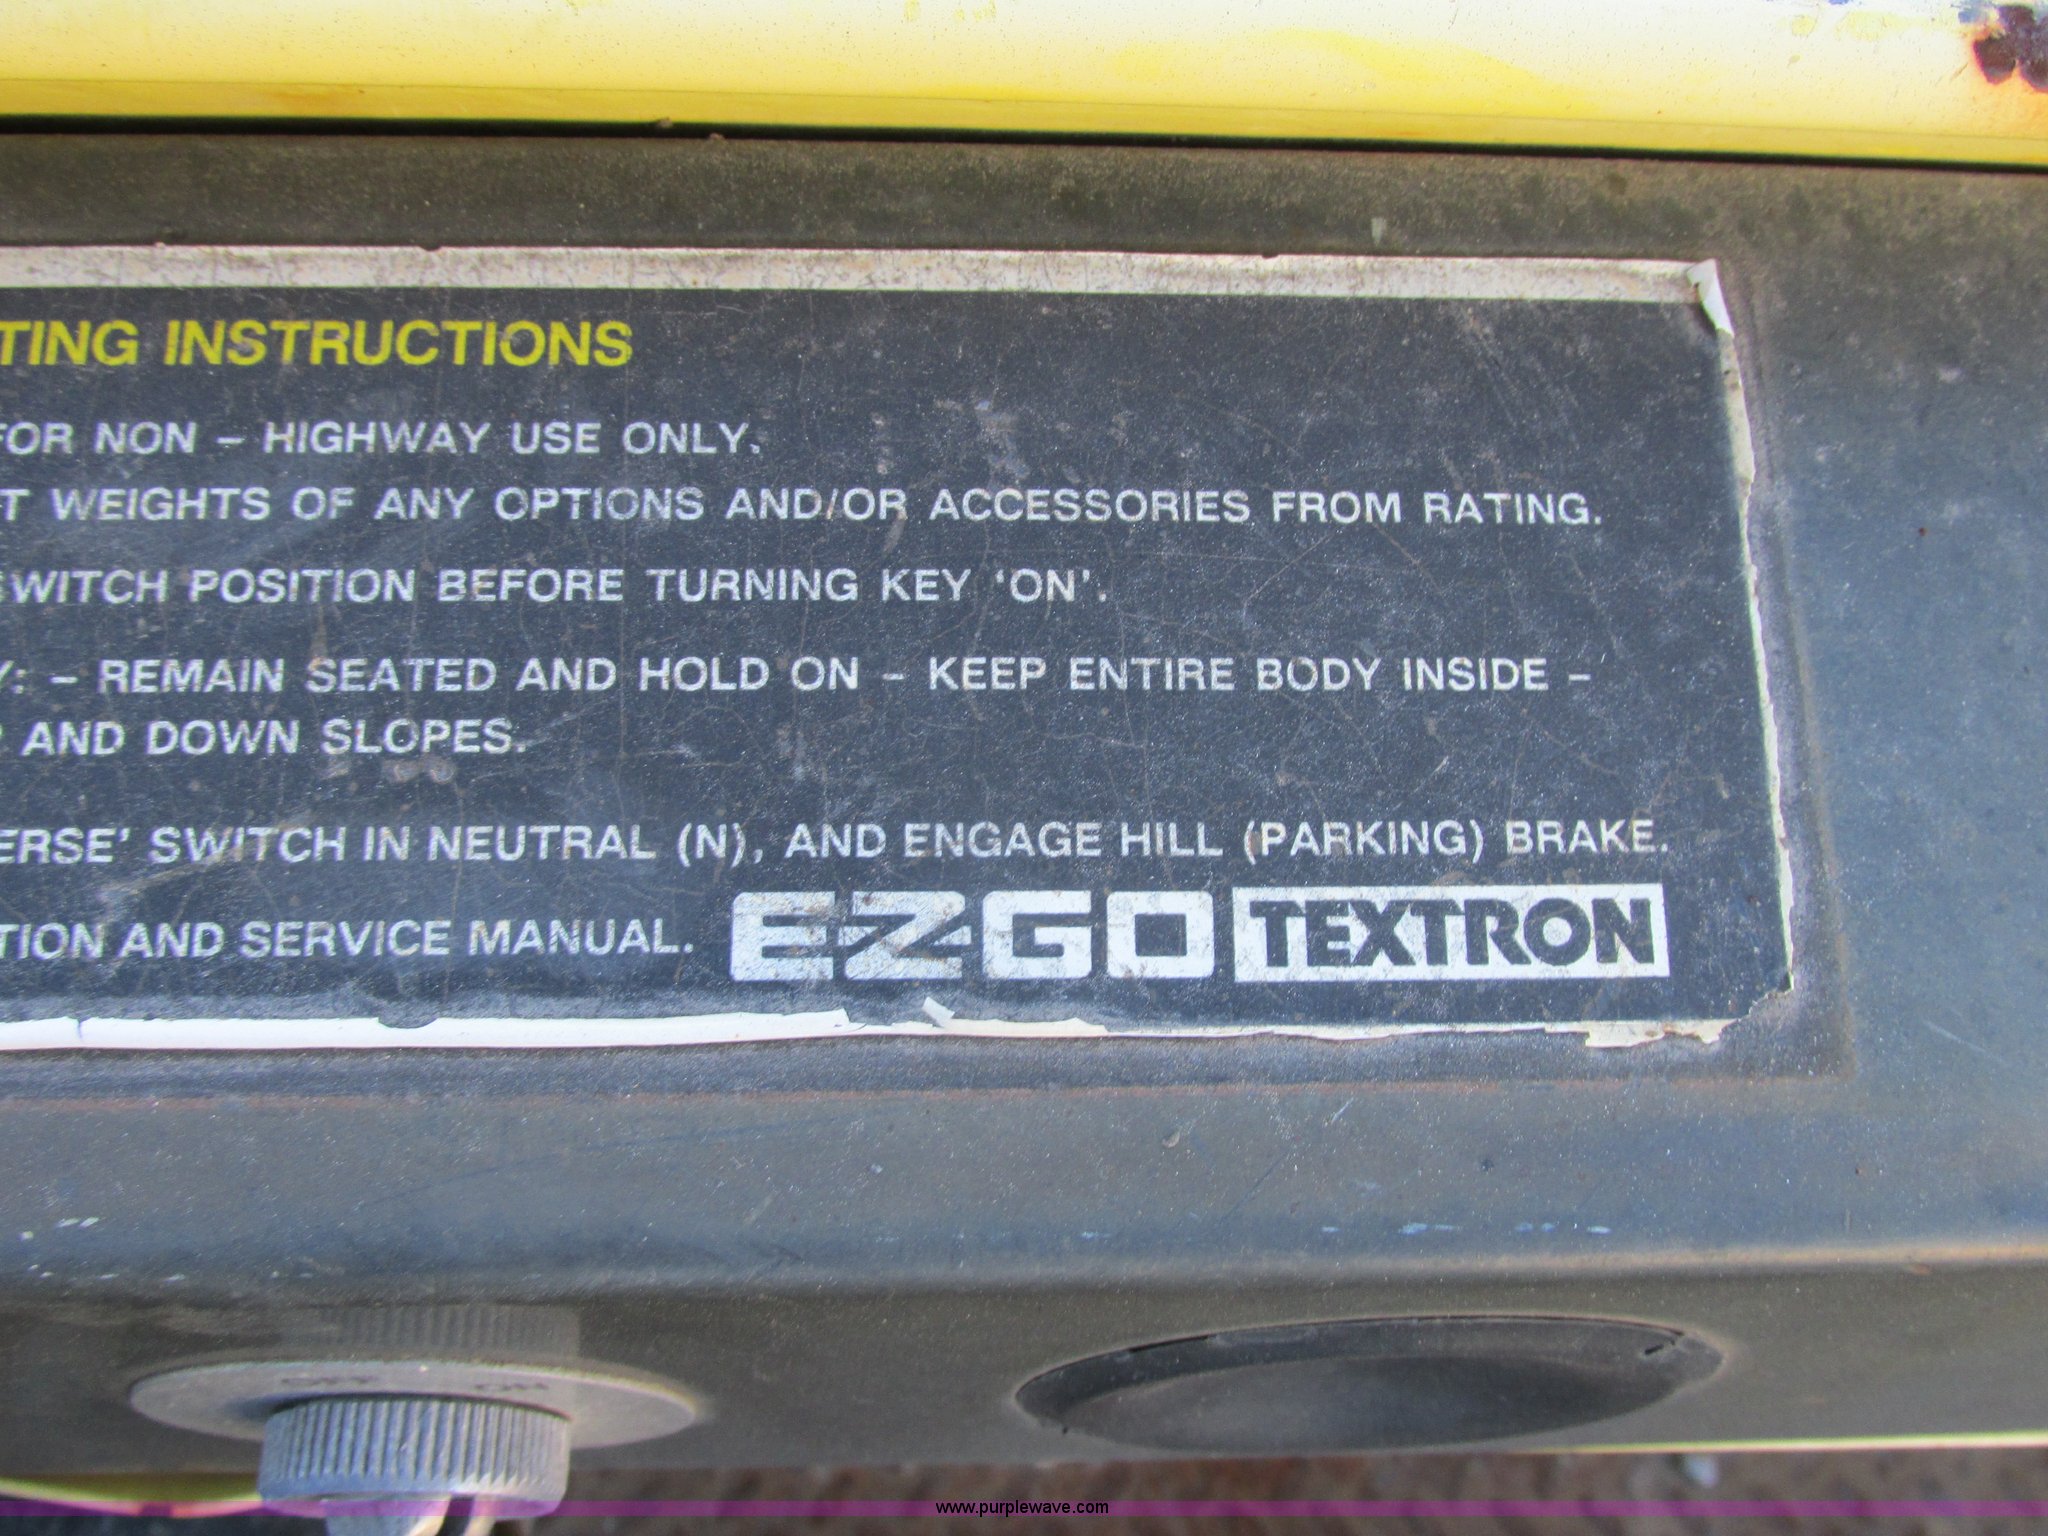 TING INSTRUCTIONS
FOR NON - HIGHWAY USE ONLY.
T WEIGHTS OF ANY OPTIONS AND/OR ACCESSORIES FROM RATING.
SWITCH POSITION BEFORE TURNING KEY 'ON'.
Y: - REMAIN SEATED AND HOLD ON - KEEP ENTIRE BODY INSIDE -
P AND DOWN SLOPES.
ERSE' SWITCH IN NEUTRAL (N), AND ENGAGE HILL (PARKING) BRAKE.
TION AND SERVICE MANUAL. E-Z-GO TEXTRON
www.purplewave.com